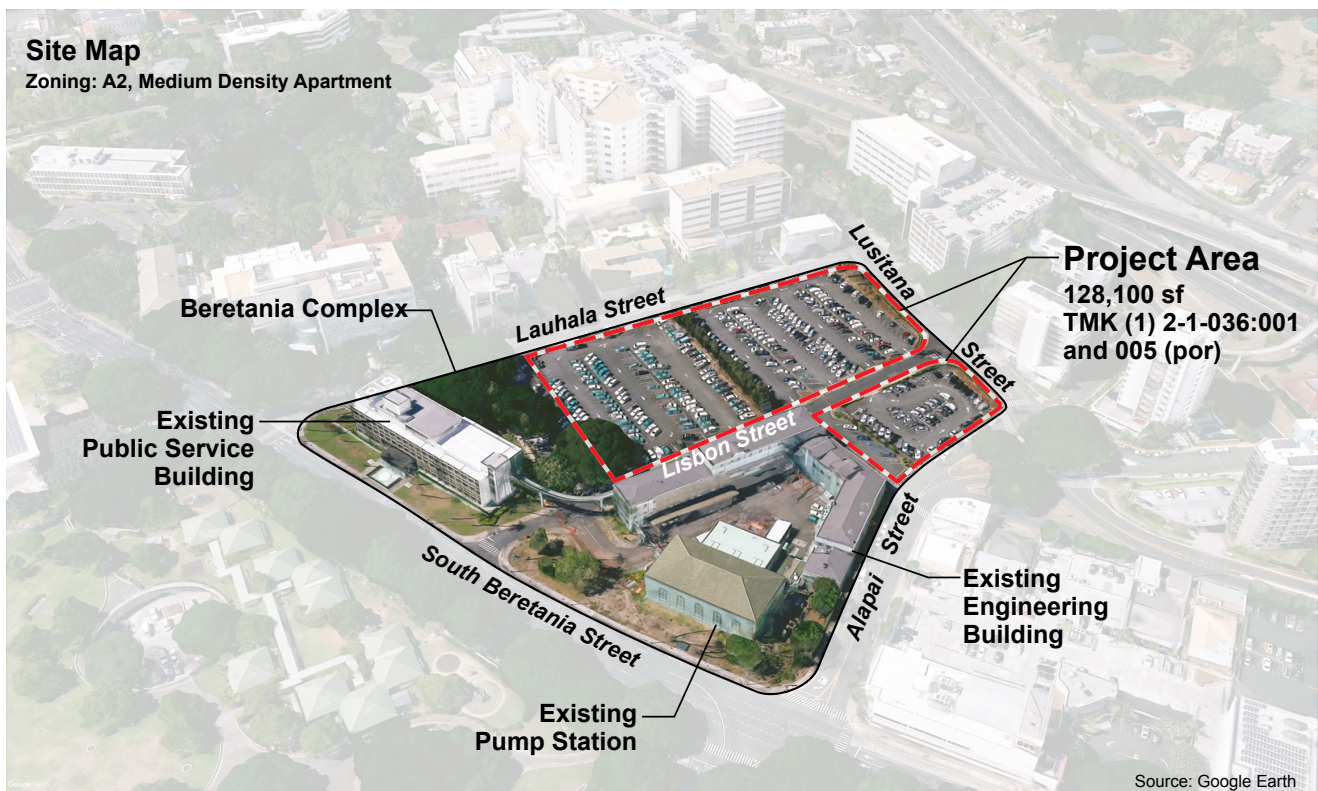 Site Map
Zoning: A2, Medium Density Apartment
Lusitana
Street
Project Area
128,100 sf
TMK (1) 2-1-036:001
and 005 (por)
Lauhala Street
Beretania Complex
Existing
Public Service
Building
Lisbon Street
South Beretania Street
Alapai Street
Existing
Engineering
Building
Existing
Pump Station
Google Earth
Source: Google Earth